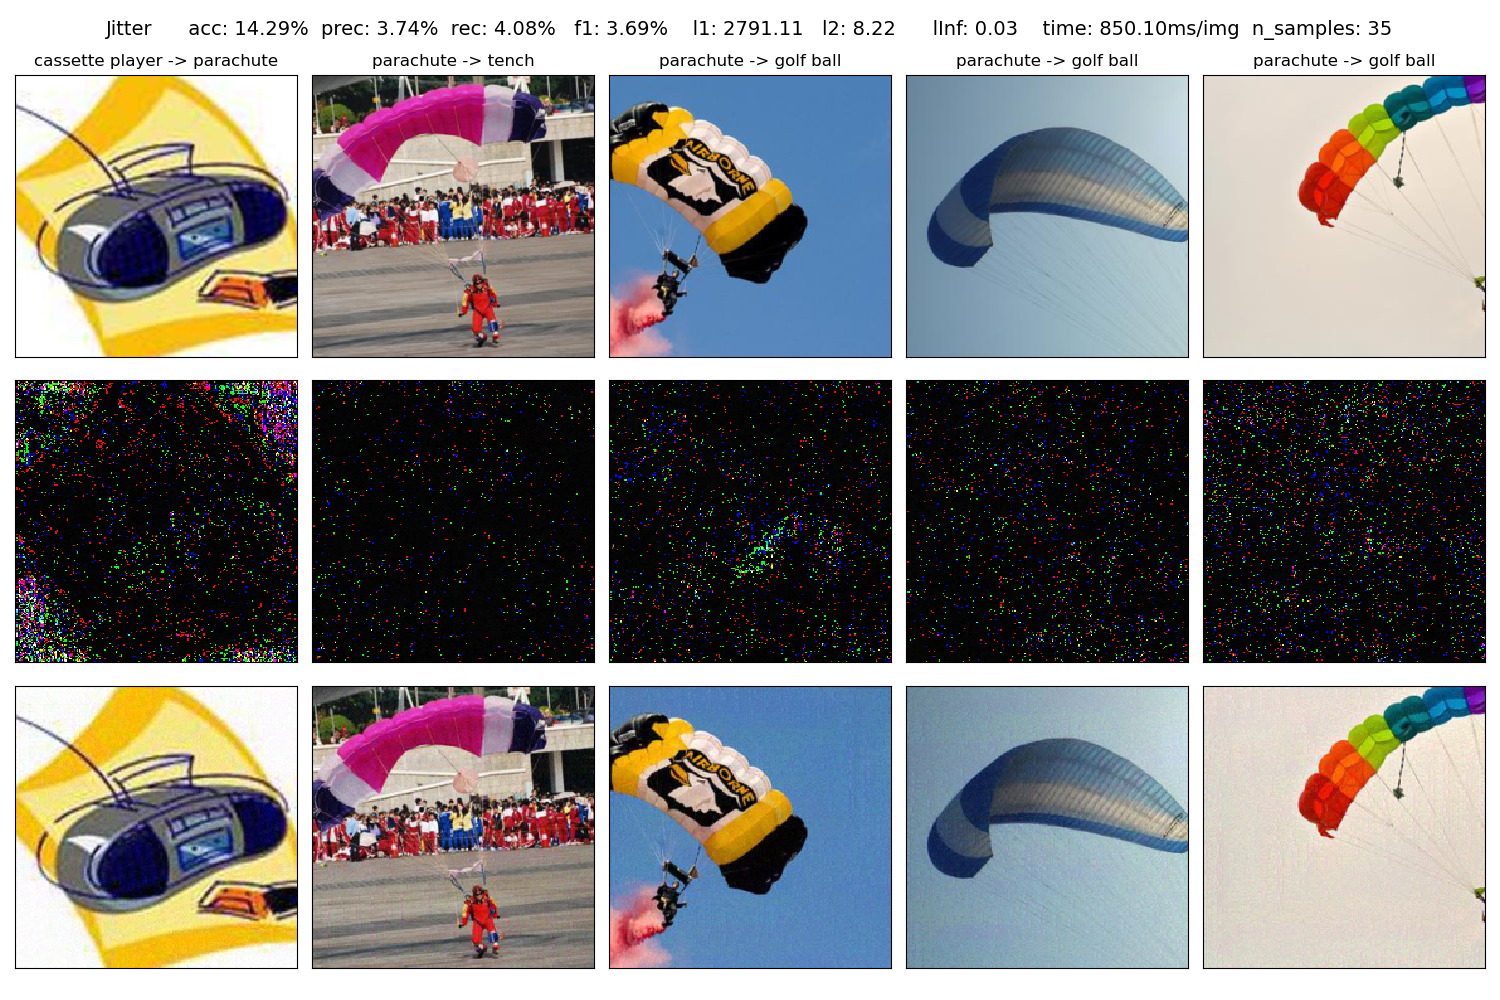 Jitter acc: 14.29% prec: 3.74% rec: 4.08% f1: 3.69% l1: 2791.11 l2: 8.22 lInf: 0.03 time: 850.10ms/img n_samples: 35
cassette player -> parachute
parachute -> tench
parachute -> golf ball
parachute -> golf ball
parachute -> golf ball
AIRBORNE
AIRBORNE